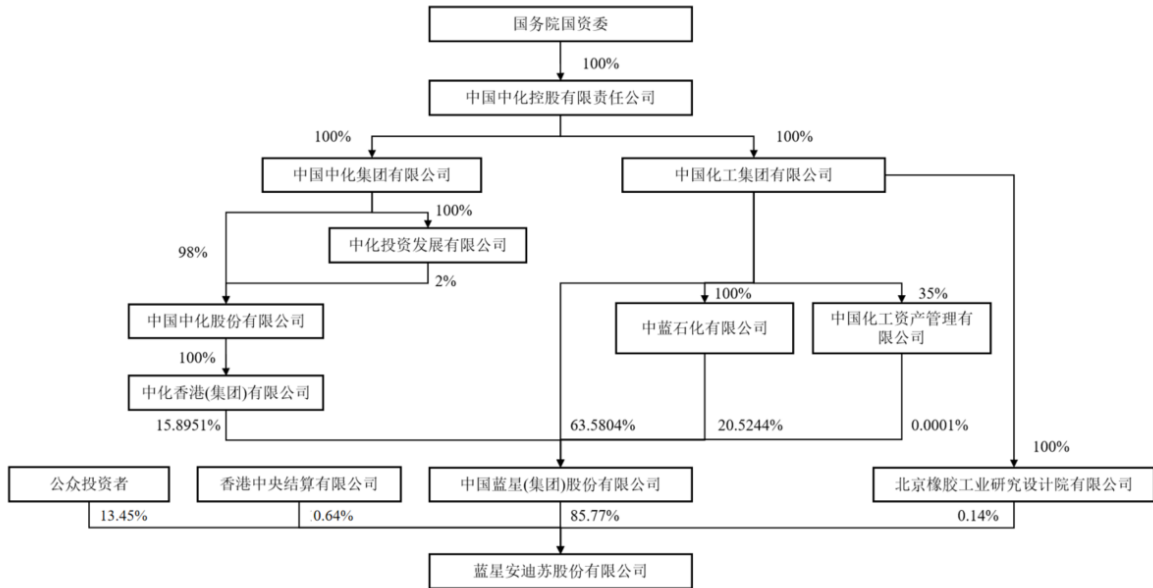 国务院国资委
100%
中国中化控股有限责任公司
100%
100%
中国中化集团有限公司
中国化工集团有限公司
100%
中化投资发展有限公司
98%
2%
100%
35%
中国中化股份有限公司
中蓝石化有限公司
中国化工资产管理有
限公司
100%
中化香港(集团)有限公司
15.8951%
63.5804%
20.5244%
0.0001%
100%
公众投资者
香港中央结算有限公司
中国蓝星(集团)股份有限公司
北京橡胶工业研究设计院有限公司
13.45%
0.64%
85.77%
0.14%
蓝星安迪苏股份有限公司